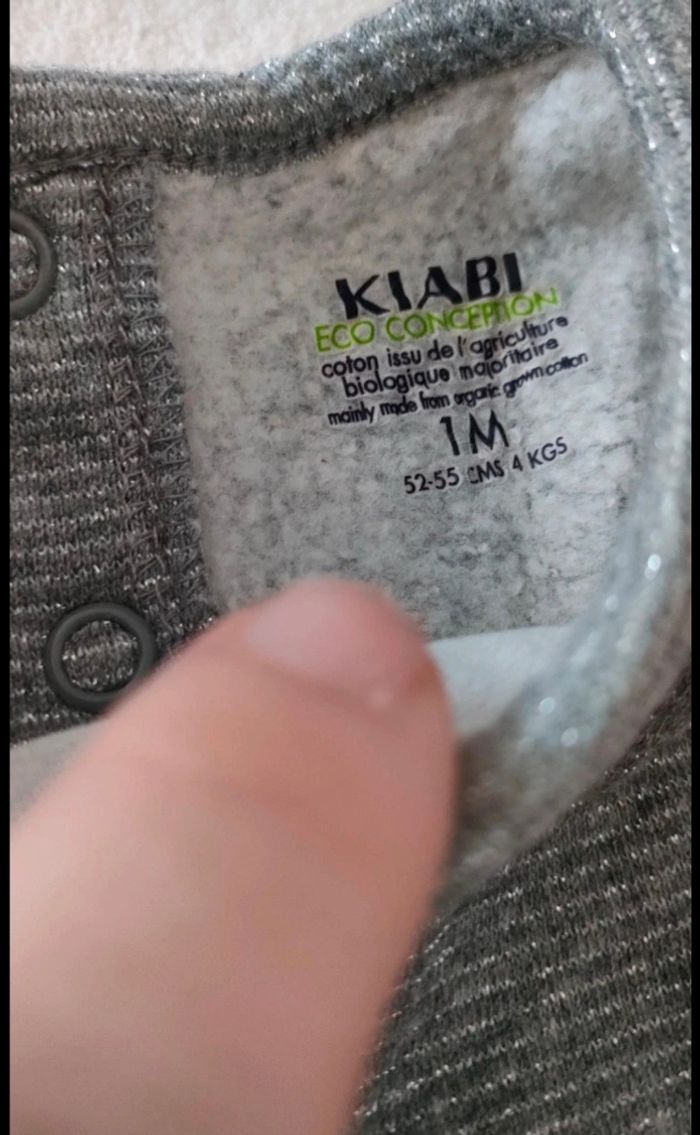 KIABI
ECO CONCEPTION
coton issu de l'agriculture
biologique majoritaire
mainly made from organic grown cotton
1M
52-55 CMS 4 KGS